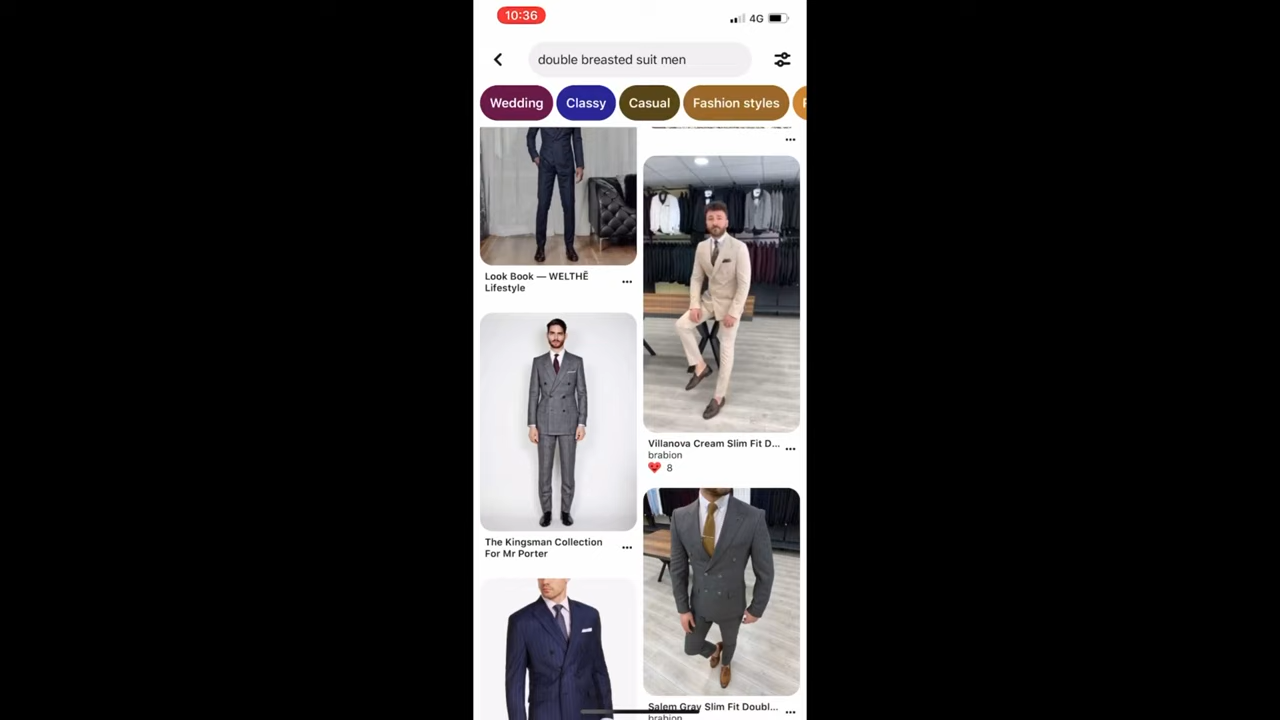 10:36
4G
double breasted suit men
Wedding
Classy
Casual
Fashion styles
Look Book — WELTHĒ
Lifestyle
Villanova Cream Slim Fit D...
brabion
8
The Kingsman Collection
For Mr Porter
Salem Gray Slim Fit Doubl...
brabion